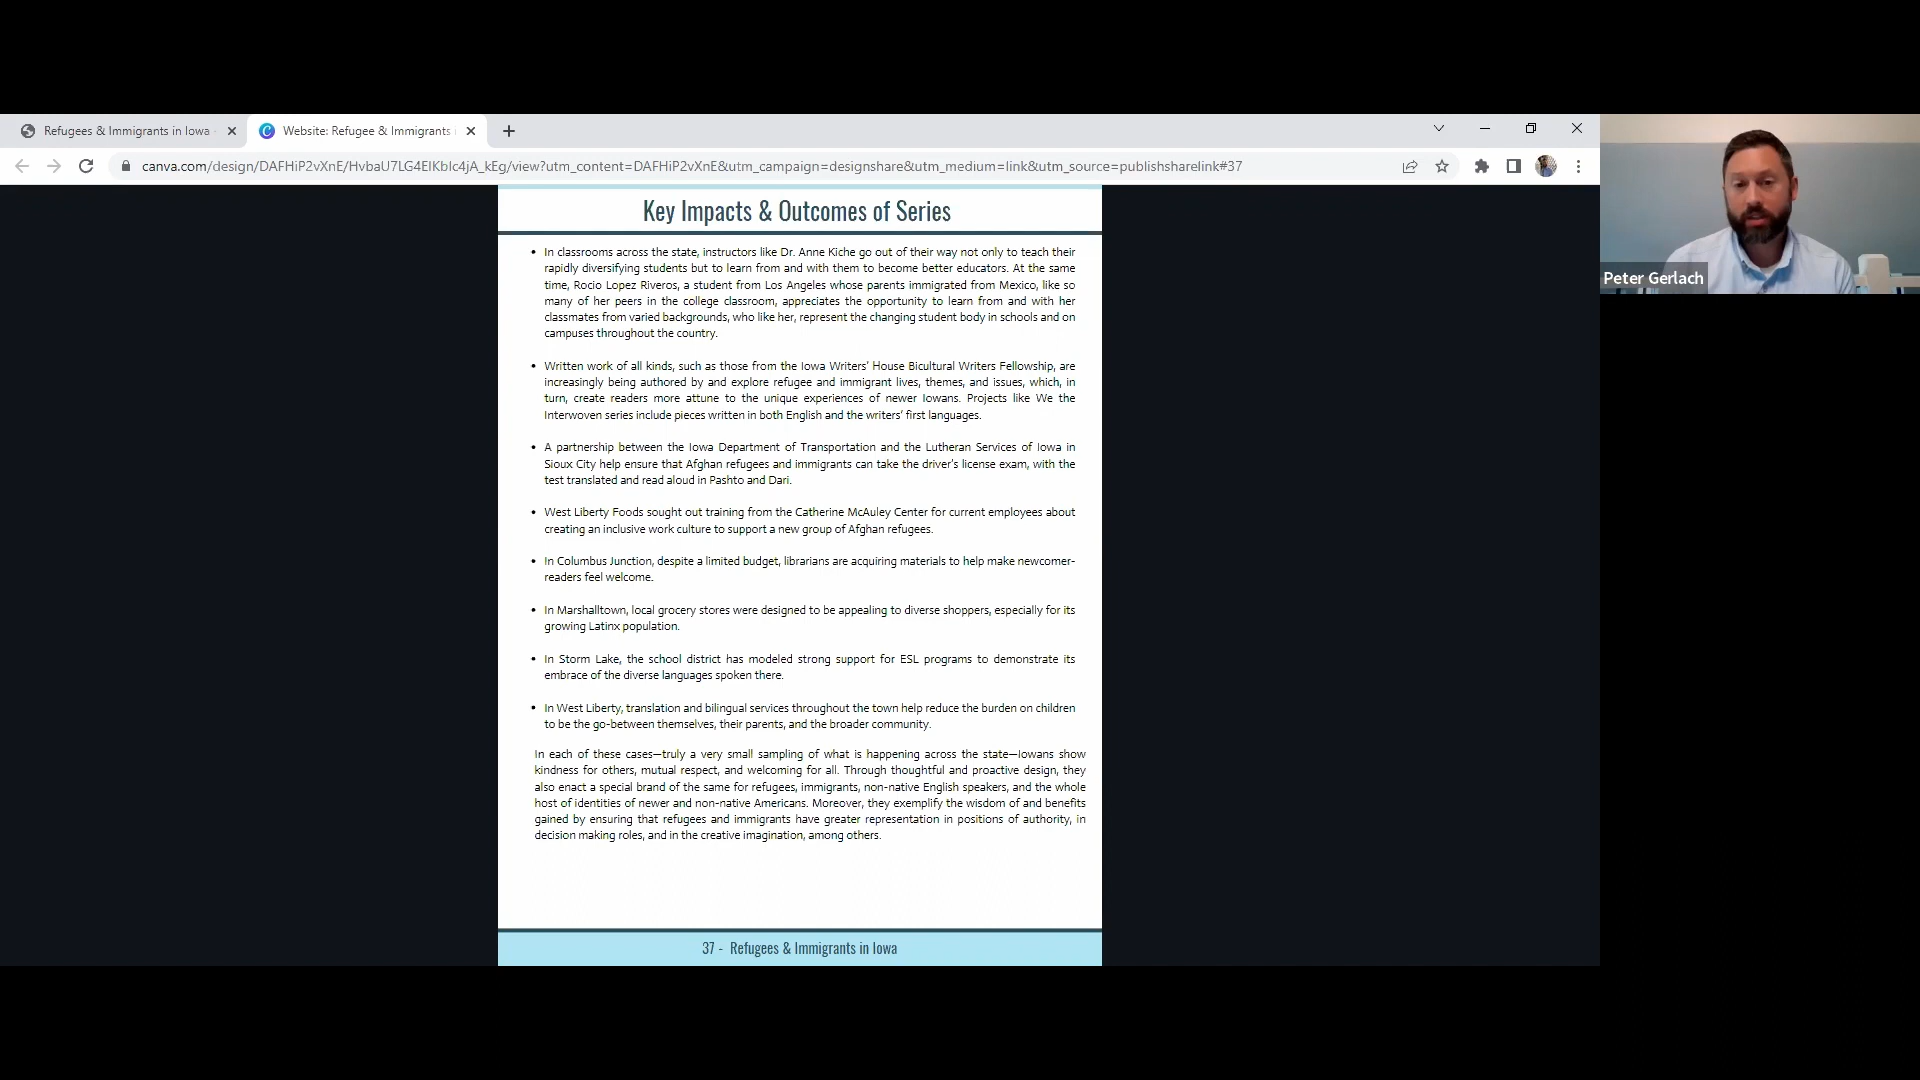 Refugees & Immigrants in Iowa
Website: Refugee & Immigrants
canva.com/design/DAFHiP2vXnE/HvbaU7LG4ElKblc4jA_kEg/view?utm_content=DAFHiP2vXnE&utm_campaign=designshare&utm_medium=link&utm_source=publishsharelink#37
Key Impacts & Outcomes of Series
• In classrooms across the state, instructors like Dr. Anne Kiche go out of their way not only to teach their
rapidly diversifying students but to learn from and with them to become better educators. At the same
time, Rocio Lopez Riveros, a student from Los Angeles whose parents immigrated from Mexico, like so
many of her peers in the college classroom, appreciates the opportunity to learn from and with her
classmates from varied backgrounds, who like her, represent the changing student body in schools and on
campuses throughout the country.
• Written work of all kinds, such as those from the Iowa Writers' House Bicultural Writers Fellowship, are
increasingly being authored by and explore refugee and immigrant lives, themes, and issues, which, in
turn, create readers more attune to the unique experiences of newer Iowans. Projects like We the
Interwoven series include pieces written in both English and the writers' first languages.
• A partnership between the Iowa Department of Transportation and the Lutheran Services of Iowa in
Sioux City help ensure that Afghan refugees and immigrants can take the driver's license exam, with the
test translated and read aloud in Pashto and Dari.
• West Liberty Foods sought out training from the Catherine McAuley Center for current employees about
creating an inclusive work culture to support a new group of Afghan refugees.
• In Columbus Junction, despite a limited budget, librarians are acquiring materials to help make newcomer-
readers feel welcome.
• In Marshalltown, local grocery stores were designed to be appealing to diverse shoppers, especially for its
growing Latinx population.
• In Storm Lake, the school district has modeled strong support for ESL programs to demonstrate its
embrace of the diverse languages spoken there.
• In West Liberty, translation and bilingual services throughout the town help reduce the burden on children
to be the go-between themselves, their parents, and the broader community.
In each of these cases—truly a very small sampling of what is happening across the state—Iowans show
kindness for others, mutual respect, and welcoming for all. Through thoughtful and proactive design, they
also enact a special brand of the same for refugees, immigrants, non-native English speakers, and the whole
host of identities of newer and non-native Americans. Moreover, they exemplify the wisdom of and benefits
gained by ensuring that refugees and immigrants have greater representation in positions of authority, in
decision making roles, and in the creative imagination, among others.
37 - Refugees & Immigrants in Iowa
Peter Gerlach